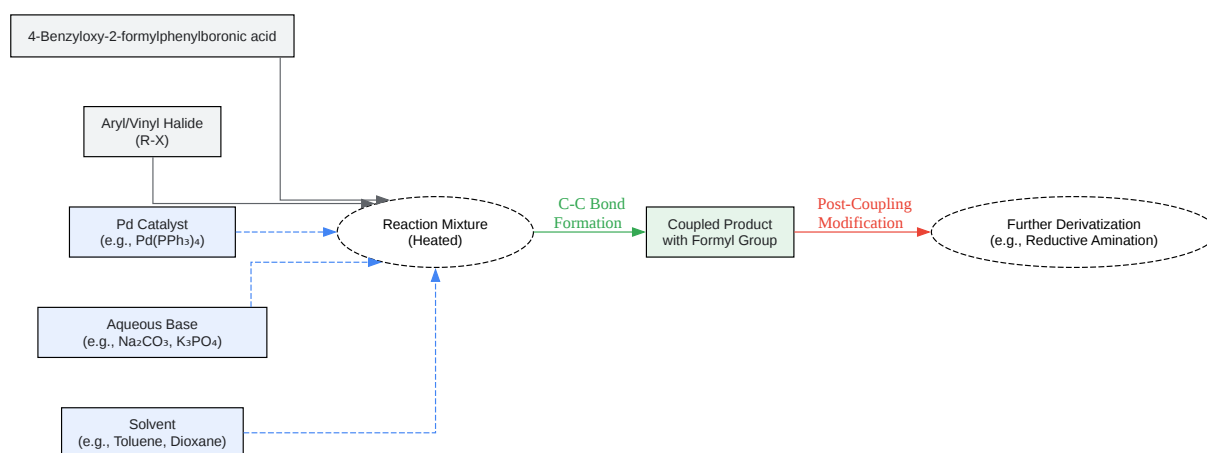 4-Benzyloxy-2-formylphenylboronic acid
Aryl/Vinyl Halide
(R-X)
Pd Catalyst
(e.g., Pd(PPh₃)₄)
Aqueous Base
(e.g., Na₂CO₃, K₃PO₄)
Solvent
(e.g., Toluene, Dioxane)
Reaction Mixture
(Heated)
C-C Bond
Formation
Coupled Product
with Formyl Group
Post-Coupling
Modification
Further Derivatization
(e.g., Reductive Amination)